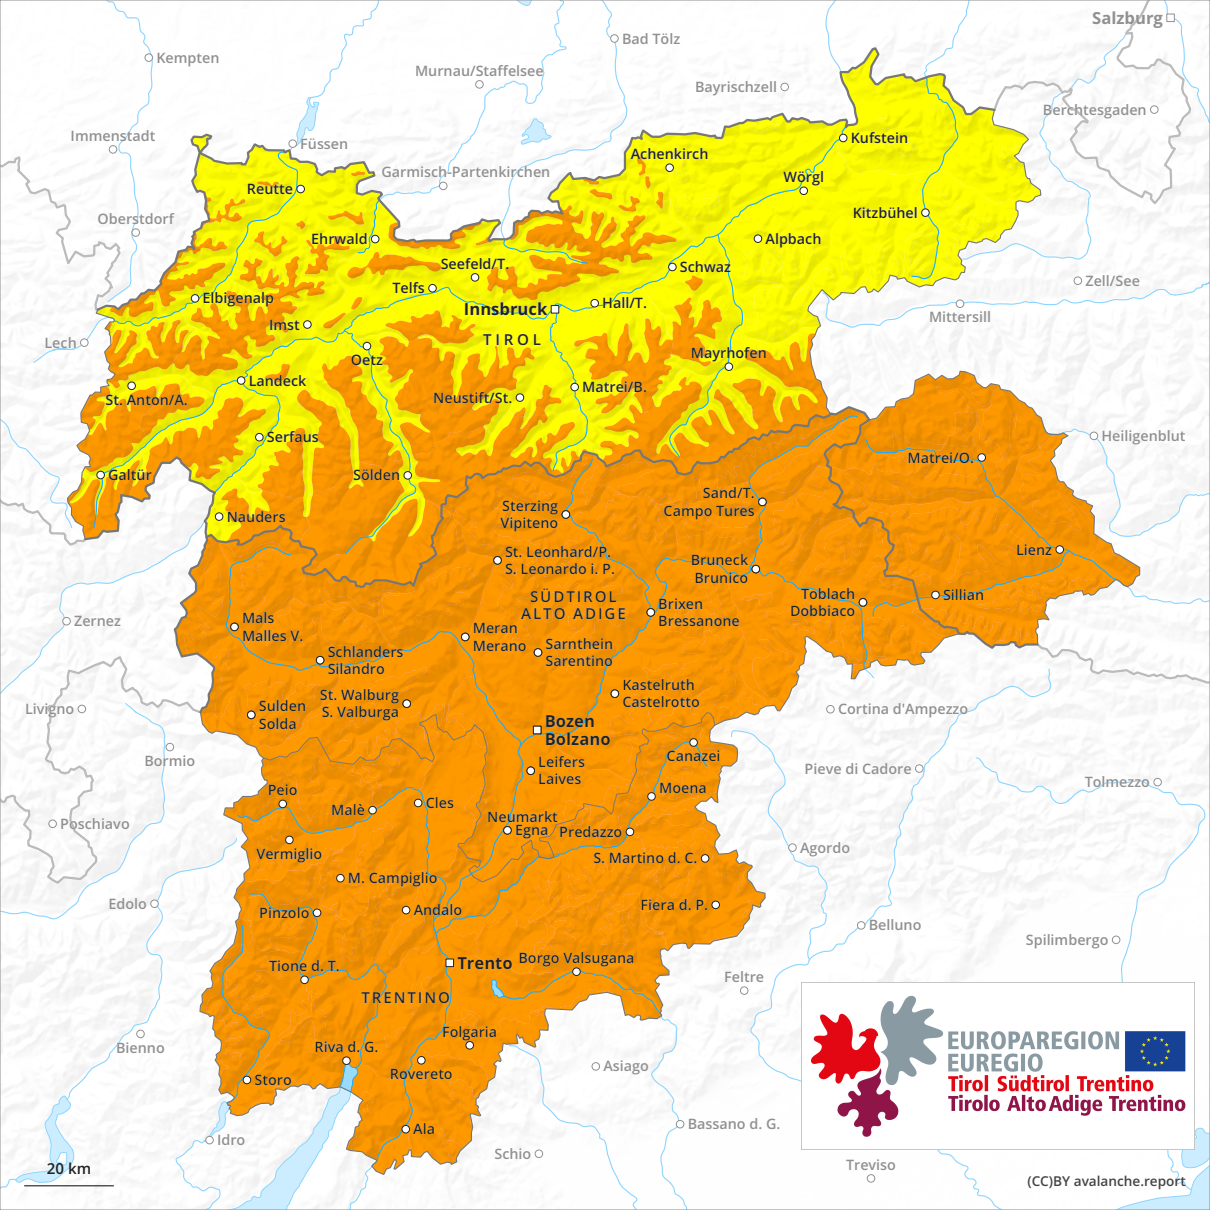 Salzburg
Bad Tölz
Kempten
Murnau/Staffelsee
Bayrischzell
Berchtesgaden
Immenstadt
Füssen
Kufstein
Achenkirch
Garmisch-Partenkirchen
Wörgl
Reutte
Oberstdorf
Kitzbühel
Ehrwald
Alpbach
Seefeld/T.
Schwaz
Zell/See
Telfs
Elbigenalp
Hall/T.
Innsbruck
Mittersill
Imst
TIROL
Lech
Mayrhofen
Oetz
Landeck
Matrei/B.
St. Anton/A.
Neustift/St.
Serfaus
Heiligenblut
Matrei/O.
Galtür
Sölden
Sand/T.
Campo Tures
Sterzing
Vipiteno
Nauders
Lienz
St. Leonhard/P.
S. Leonardo i. P.
Bruneck
Brunico
SÜDTIROL
ALTO ADIGE
Toblach
Dobbiaco
Sillian
Brixen
Bressanone
Zernez
Mals
Malles V.
Meran
Merano
Sarnthein
Sarentino
Schlanders
Silandro
Kastelruth
Castelrotto
St. Walburg
S. Valburga
Sulden
Solda
Livigno
Cortina d'Ampezzo
Bozen
Bolzano
Bormio
Canazei
Leifers
Laives
Pieve di Cadore
Tolmezzo
Peio
Moena
Malè
Cles
Neumarkt
Egna
Predazzo
Poschiavo
Vermiglio
Agordo
S. Martino d. C.
M. Campiglio
Edolo
Pinzolo
Andalo
Fiera d. P.
Belluno
Spilimbergo
Trento
Borgo Valsugana
Tione d. T.
Feltre
TRENTINO
Folgaria
Bienno
Riva d. G.
Rovereto
Asiago
Storo
EUROPAREGION
EUREGIO
Tirol Südtirol Trentino
Tirolo Alto Adige Trentino
Ala
Bassano d. G.
Idro
Schio
Treviso
20 km
(CC)BY avalanche.report